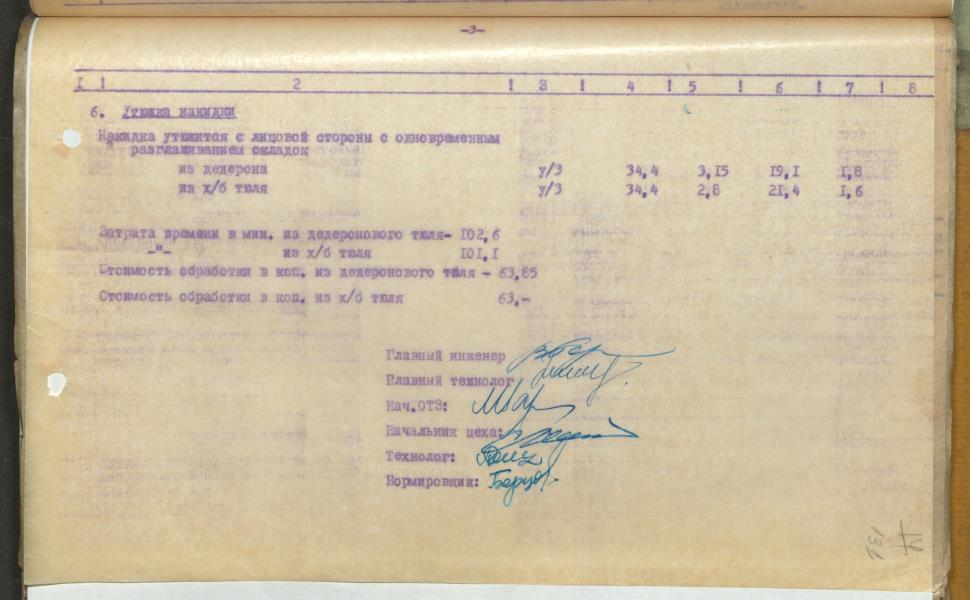 -3-
I ! 2 ! 3 ! 4 ! 5 ! 6 ! 7 ! 8
6. Утюжка накидки
Накидка утюжится с лицовой стороны с одновременным
разглаживанием складок
из дедерона у/3 34,4 3,15 19,1 1,8
из х/б тюля у/3 34,4 2,8 21,4 1,6
Затрата времени в мин. из дедеронового тюля- 102,6
-"- из х/б тюля 101,1
Стоимость обработки в коп. из дедеронового тюля - 63,85
Стоимость обработки в коп. из х/б тюля 63,-
Главный инженер
Главный технолог
Нач.ОТЗ:
Начальник цеха:
Технолог:
Нормировщик:
136